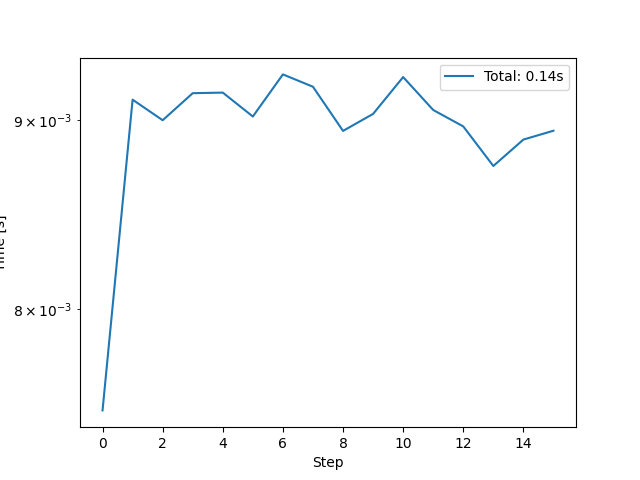 Total: 0.14s
9 × 10⁻³
8 × 10⁻³
Time [s]
0 2 4 6 8 10 12 14
Step